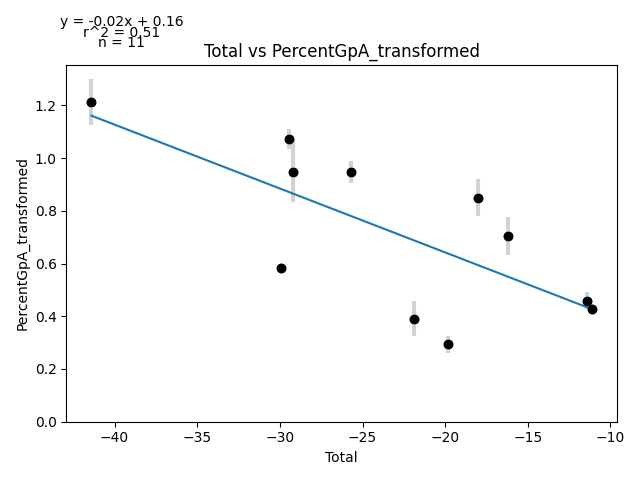 y = -0.02x + 0.16
r^2 = 0.51
n = 11
Total vs PercentGpA_transformed
PercentGpA_transformed
1.2
1.0
0.8
0.6
0.4
0.2
0.0
−40 −35 −30 −25 −20 −15 −10
Total